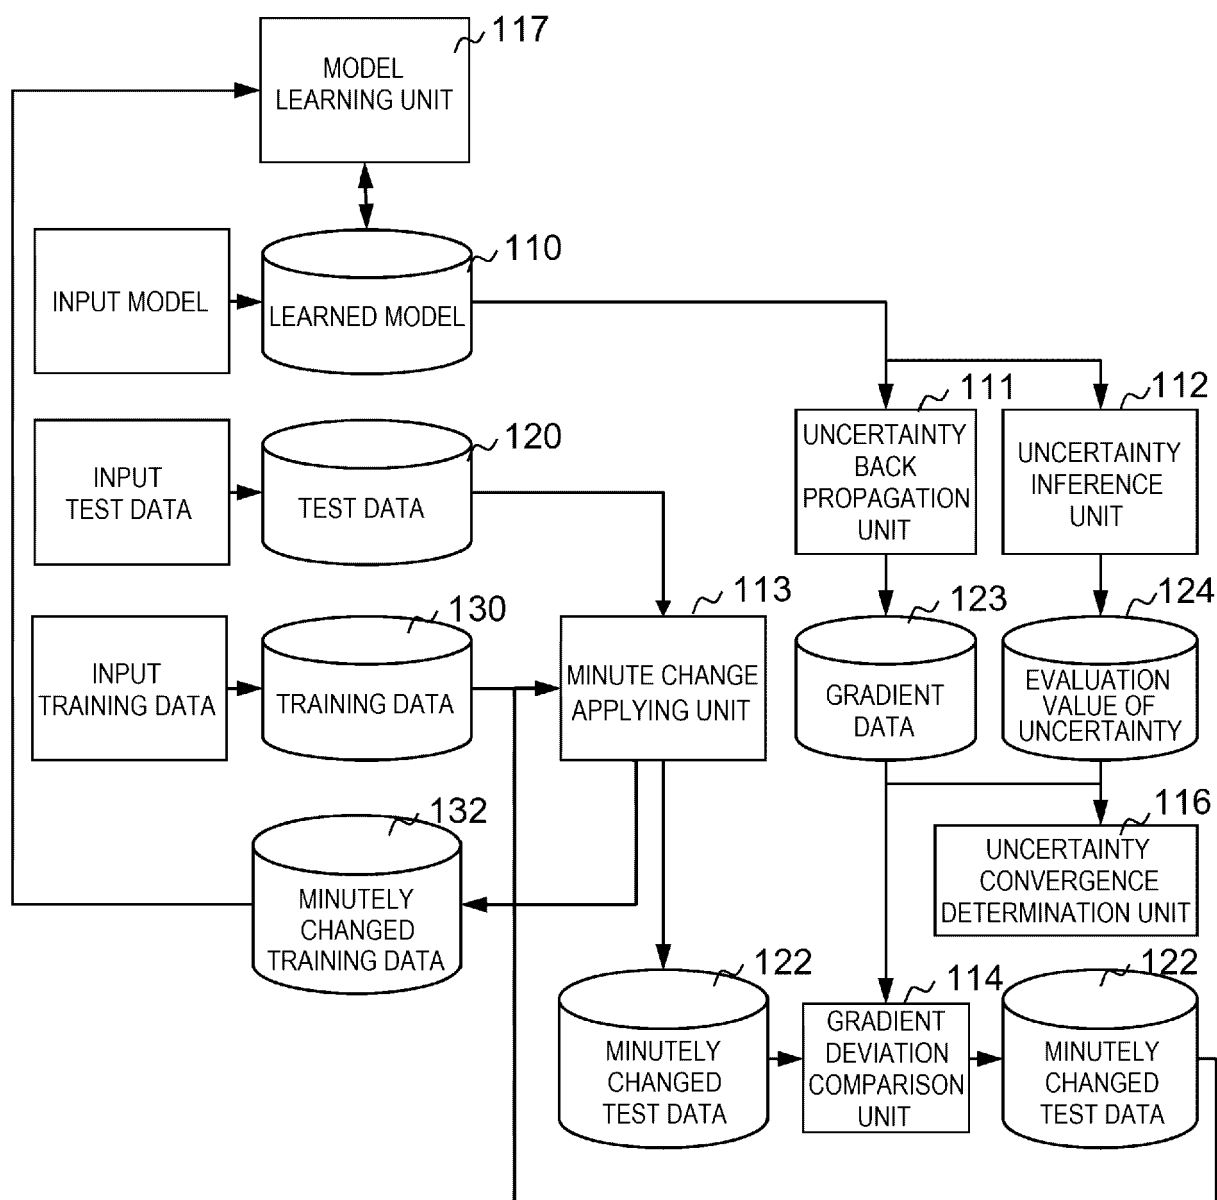 117
MODEL
LEARNING UNIT
110
INPUT MODEL
LEARNED MODEL
111
112
120
UNCERTAINTY
BACK
PROPAGATION
UNIT
UNCERTAINTY
INFERENCE
UNIT
INPUT
TEST DATA
TEST DATA
113
130
123
124
INPUT
TRAINING DATA
TRAINING DATA
MINUTE CHANGE
APPLYING UNIT
GRADIENT
DATA
EVALUATION
VALUE OF
UNCERTAINTY
132
116
MINUTELY
CHANGED
TRAINING DATA
UNCERTAINTY
CONVERGENCE
DETERMINATION UNIT
122
114
122
MINUTELY
CHANGED
TEST DATA
GRADIENT
DEVIATION
COMPARISON
UNIT
MINUTELY
CHANGED
TEST DATA